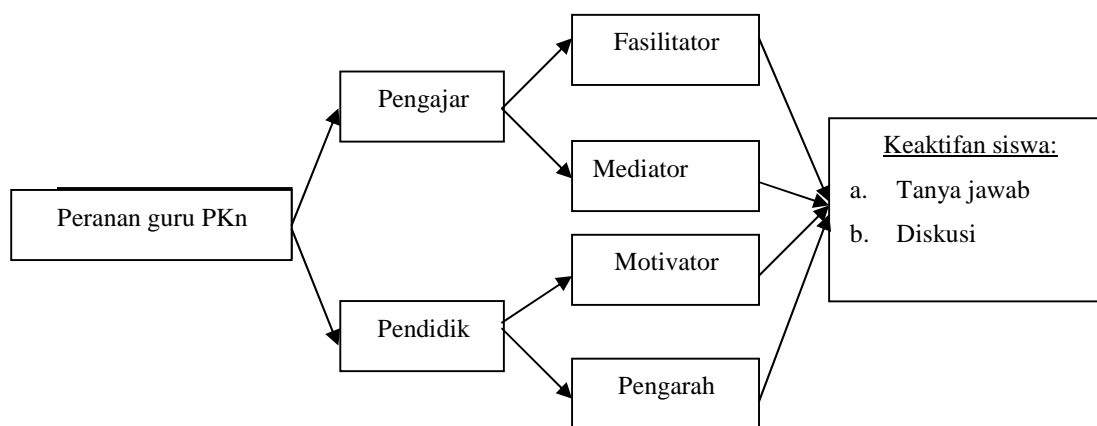 Peranan guru PKn
Pengajar
Pendidik
Fasilitator
Mediator
Motivator
Pengarah
Keaktifan siswa:
a. Tanya jawab
b. Diskusi